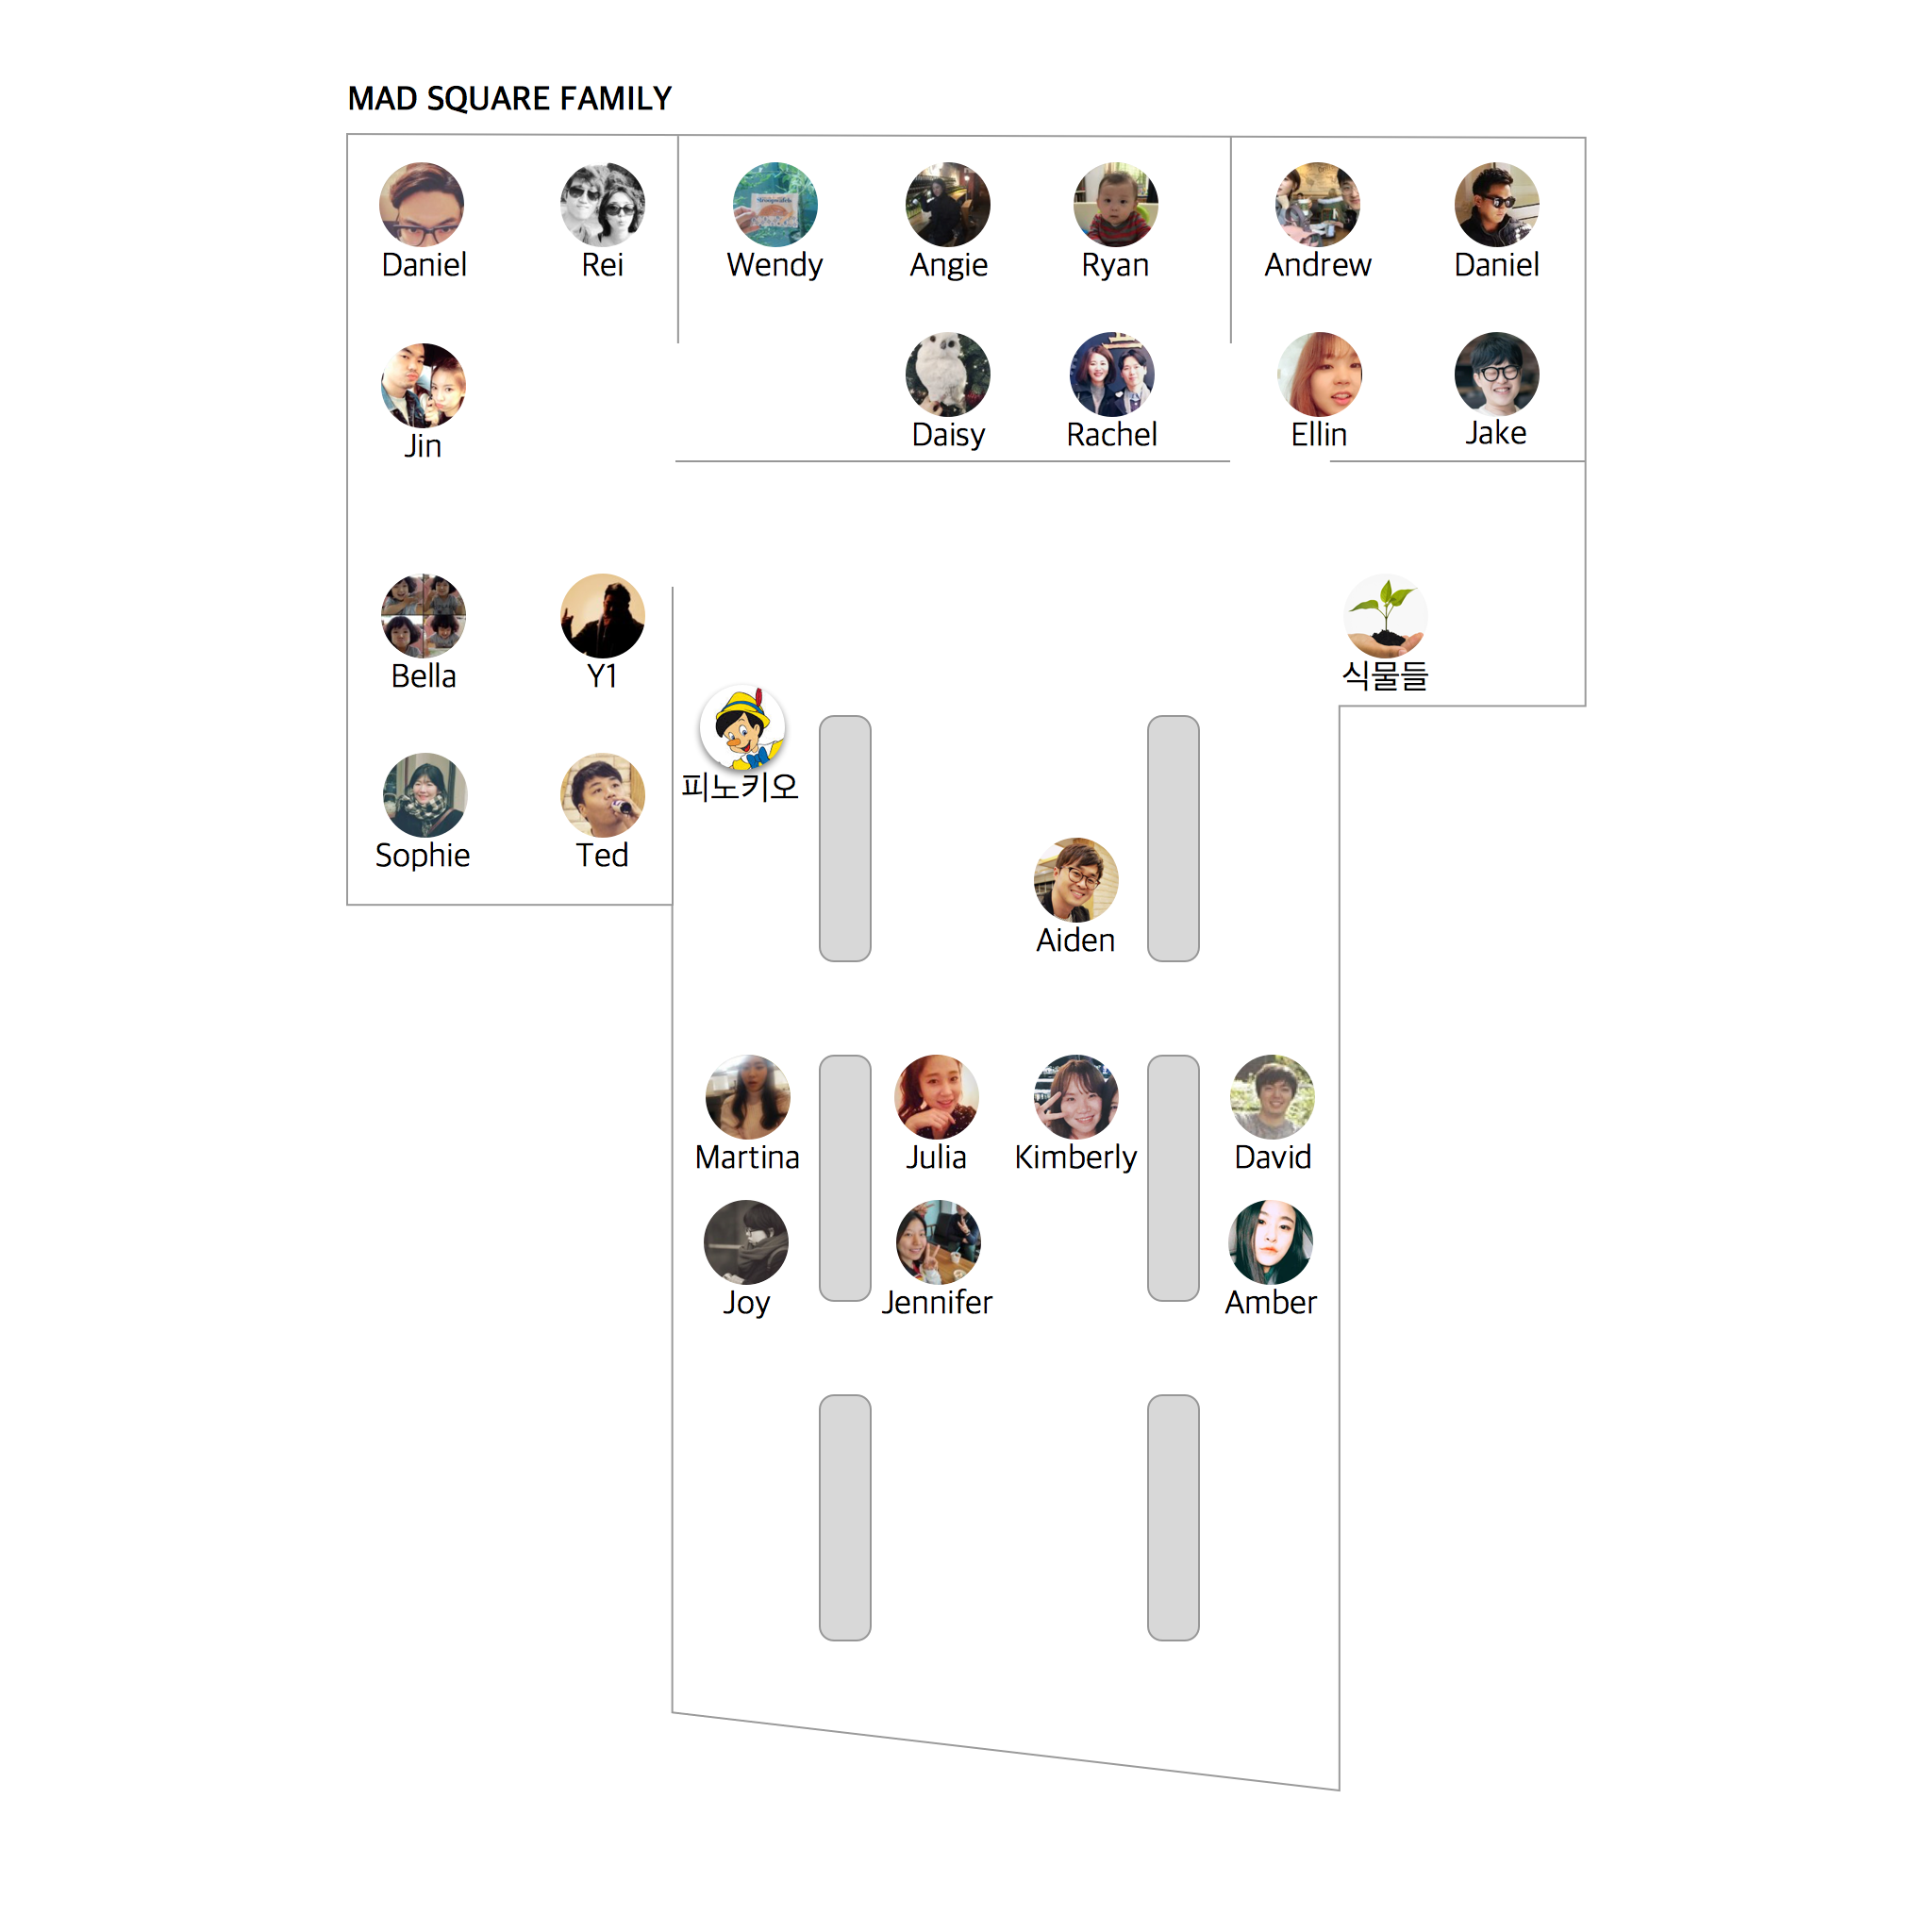 MAD SQUARE FAMILY
Daniel
Rei
Wendy
Angie
Ryan
Andrew
Daniel
Jin
Daisy
Rachel
Ellin
Jake
Bella
Y1
식물들
피노키오
Sophie
Ted
Aiden
Martina
Julia
Kimberly
David
Joy
Jennifer
Amber